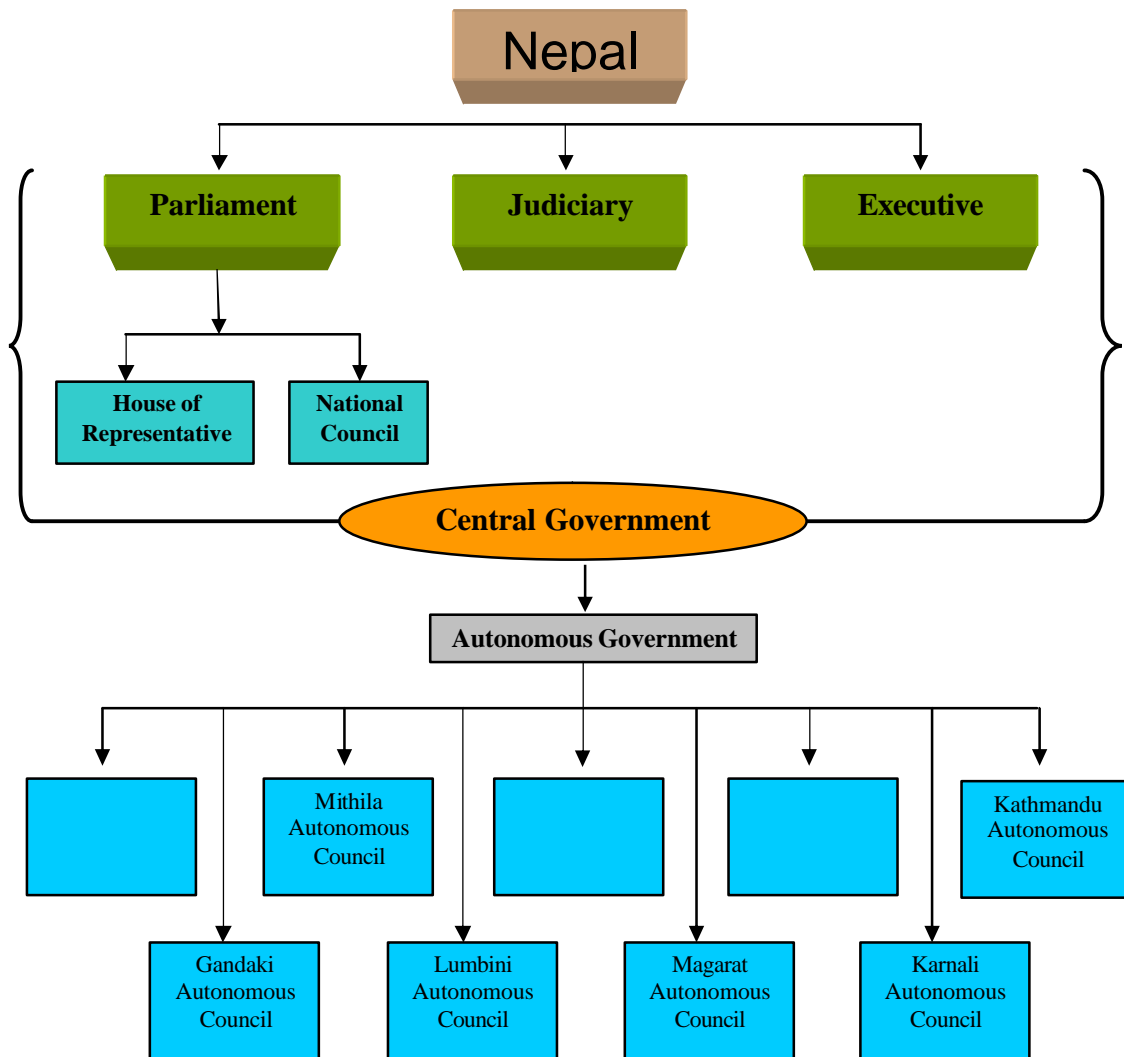 Nepal
Parliament
Judiciary
Executive
House of
Representative
National
Council
Central Government
Autonomous Government
Mithila
Autonomous
Council
Kathmandu
Autonomous
Council
Gandaki
Autonomous
Council
Lumbini
Autonomous
Council
Magarat
Autonomous
Council
Karnali
Autonomous
Council